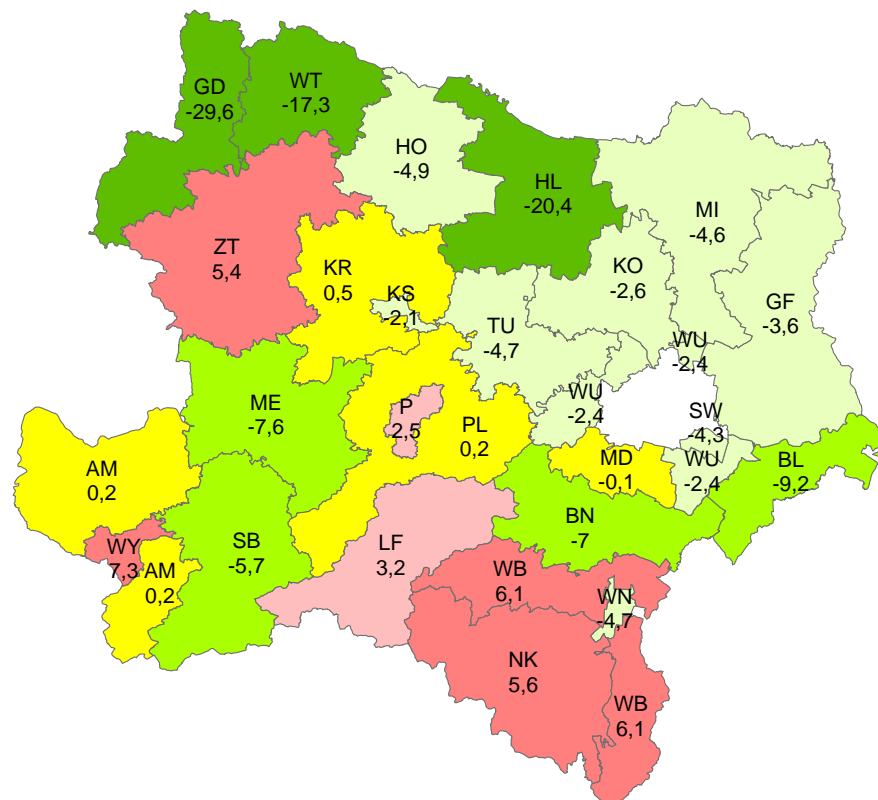 GD
-29,6
WT
-17,3
HO
-4,9
HL
-20,4
MI
-4,6
ZT
5,4
KR
0,5
KS
-2,1
KO
-2,6
GF
-3,6
TU
-4,7
WU
-2,4
WU
-2,4
SW
-4,3
ME
-7,6
P
2,5
PL
0,2
MD
-0,1
WU
-2,4
BL
-9,2
AM
0,2
BN
-7
WY
7,3
AM
0,2
SB
-5,7
LF
3,2
WB
6,1
WN
-4,7
NK
5,6
WB
6,1